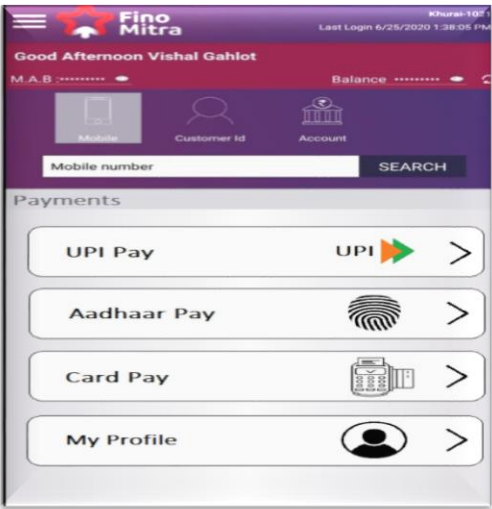 Fino
Mitra
Khurai-1021
Last Login 6/25/2020 1:38:05 PM
Good Afternoon Vishal Gahlot
M.A.B :•••••••••
Balance •••••••••
Mobile
Customer Id
Account
Mobile number
SEARCH
Payments
UPI Pay
UPI
Aadhaar Pay
Card Pay
My Profile